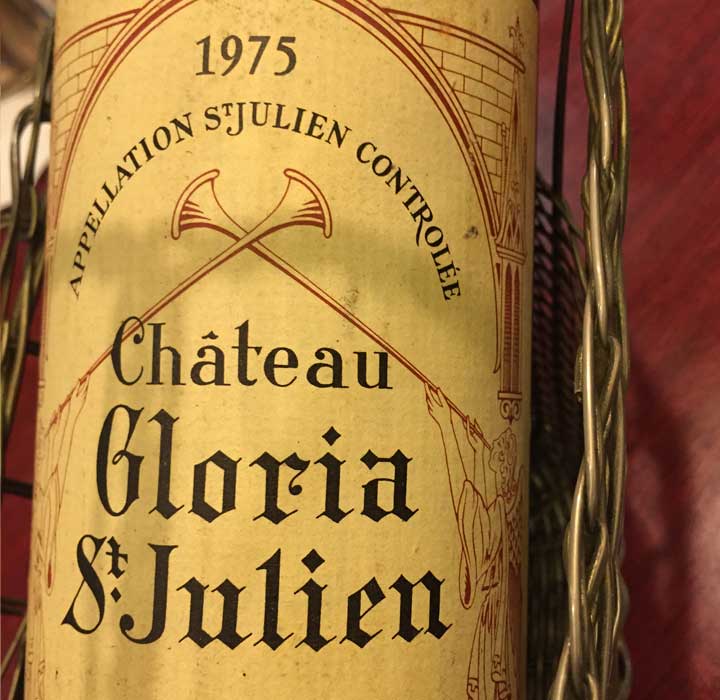 1975
APPELLATION ST JULIEN CONTROLÉE
Château
Gloria
St. Julien